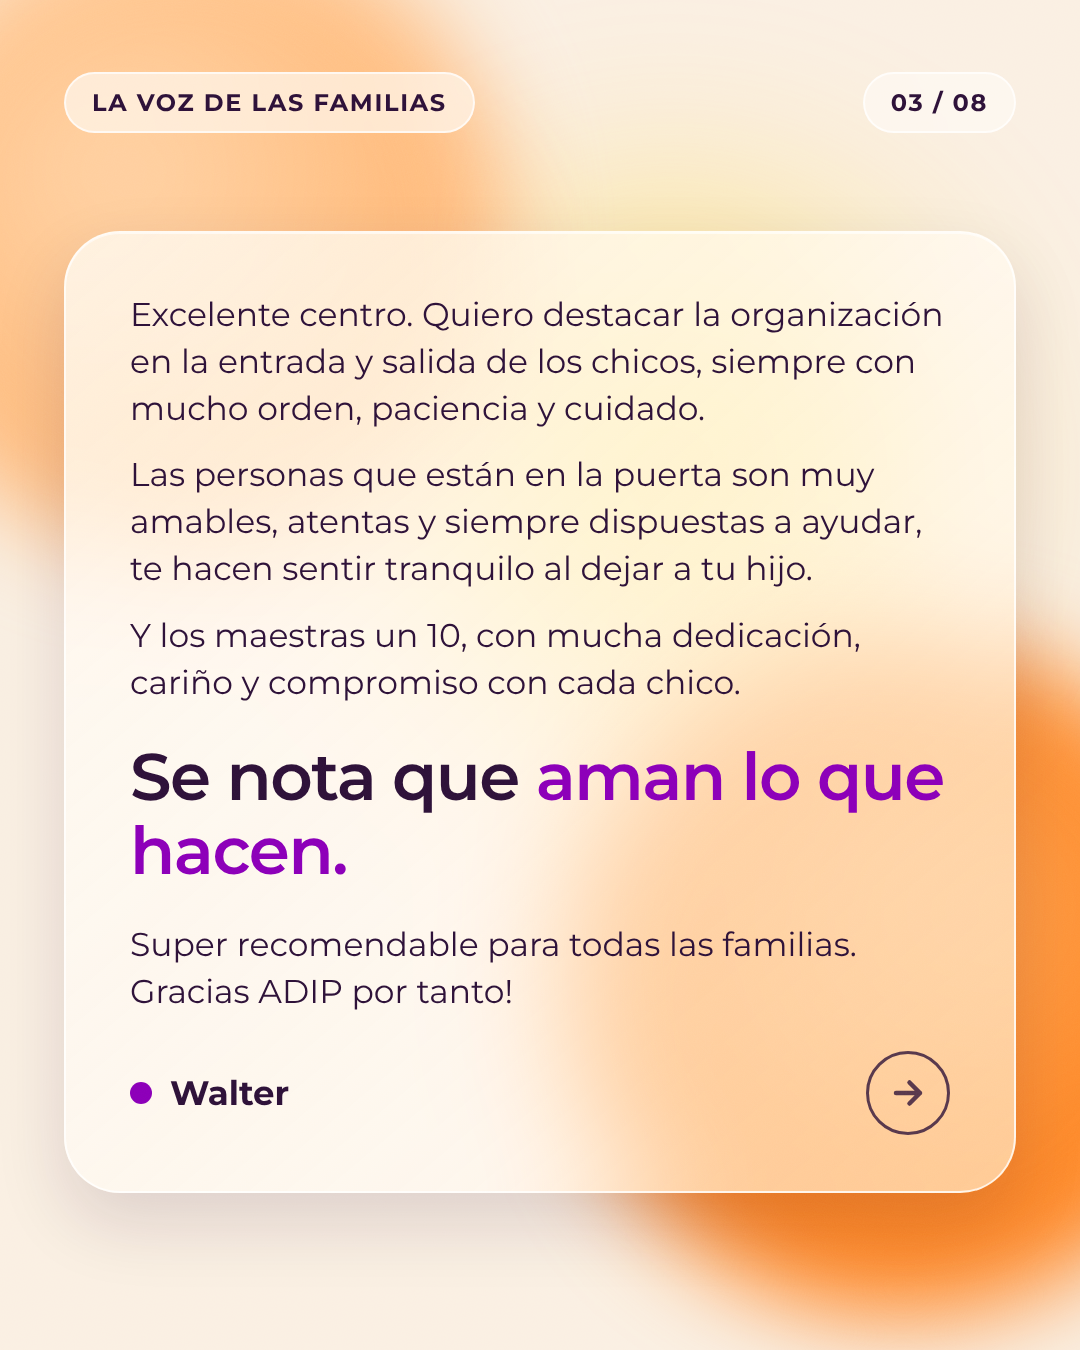 LA VOZ DE LAS FAMILIAS
03 / 08
Excelente centro. Quiero destacar la organización
en la entrada y salida de los chicos, siempre con
mucho orden, paciencia y cuidado.
Las personas que están en la puerta son muy
amables, atentas y siempre dispuestas a ayudar,
te hacen sentir tranquilo al dejar a tu hijo.
Y los maestras un 10, con mucha dedicación,
cariño y compromiso con cada chico.
Se nota que aman lo que
hacen.
Super recomendable para todas las familias.
Gracias ADIP por tanto!
Walter